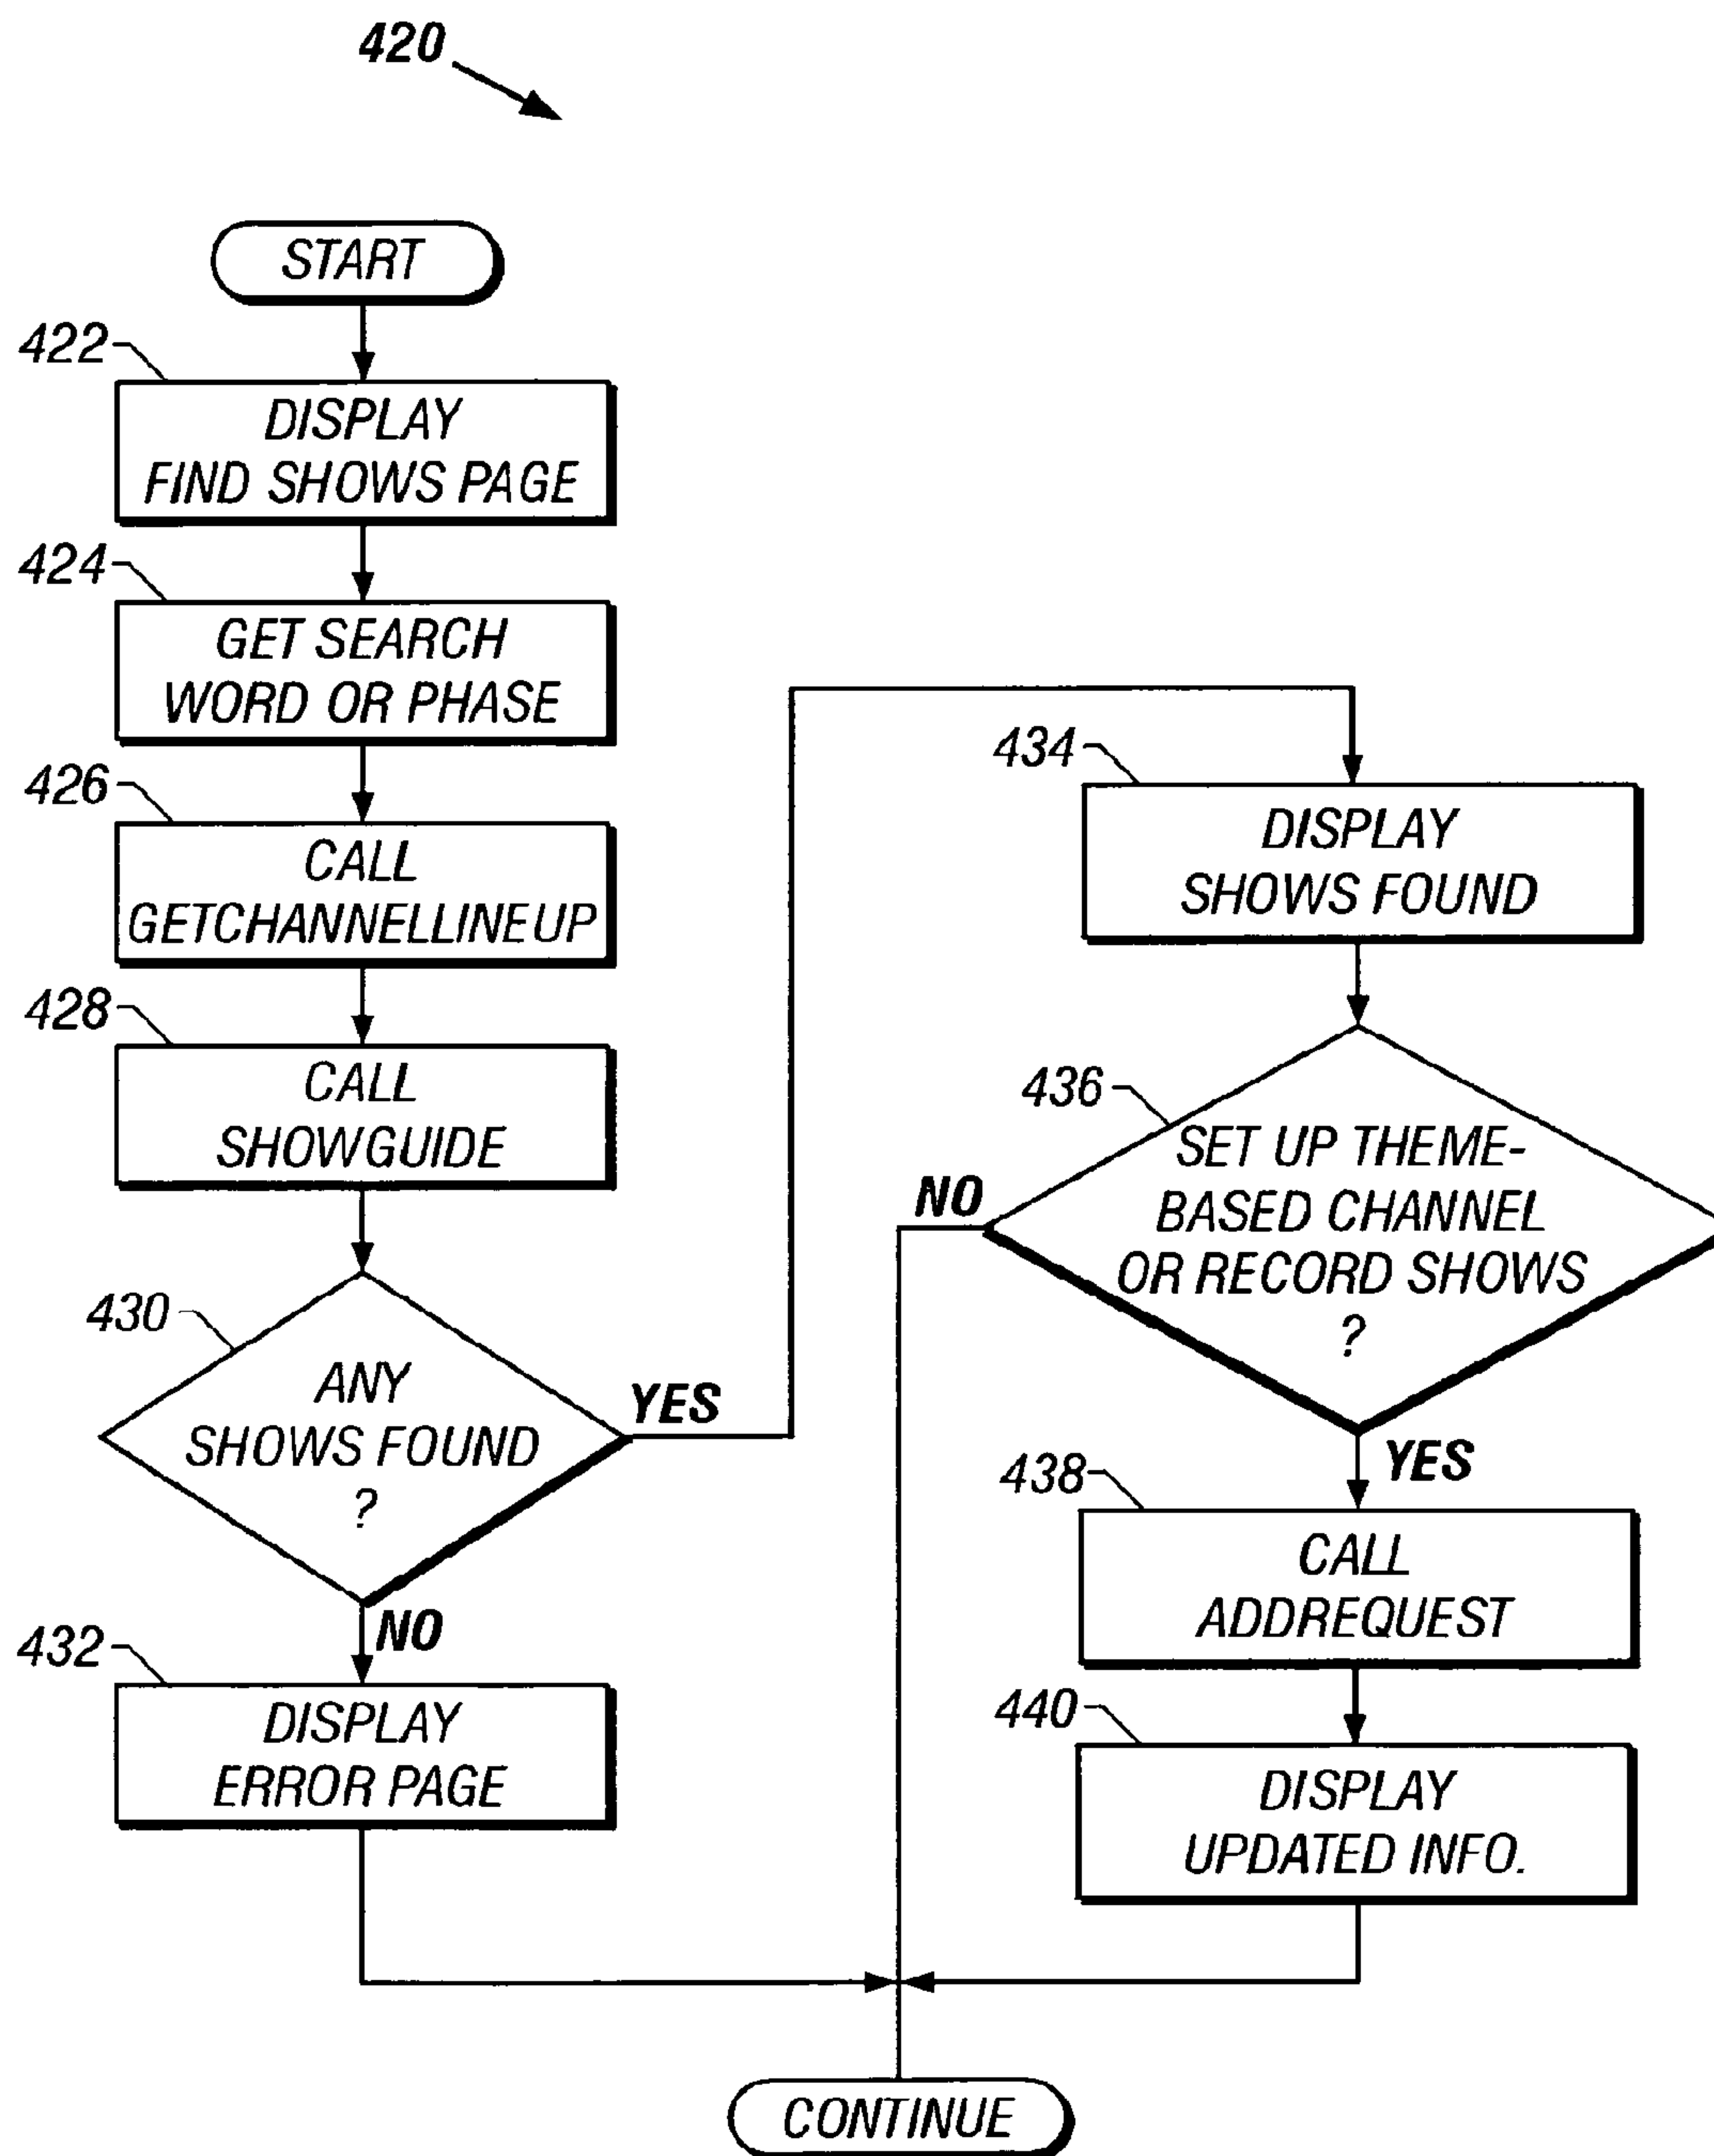 420
START
422
DISPLAY
FIND SHOWS PAGE
424
GET SEARCH
WORD OR PHASE
426
CALL
GETCHANNELLINEUP
428
CALL
SHOWGUIDE
430
ANY
SHOWS FOUND
?
YES
NO
432
DISPLAY
ERROR PAGE
434
DISPLAY
SHOWS FOUND
436
SET UP THEME-
BASED CHANNEL
OR RECORD SHOWS
?
NO
YES
438
CALL
ADDREQUEST
440
DISPLAY
UPDATED INFO.
CONTINUE